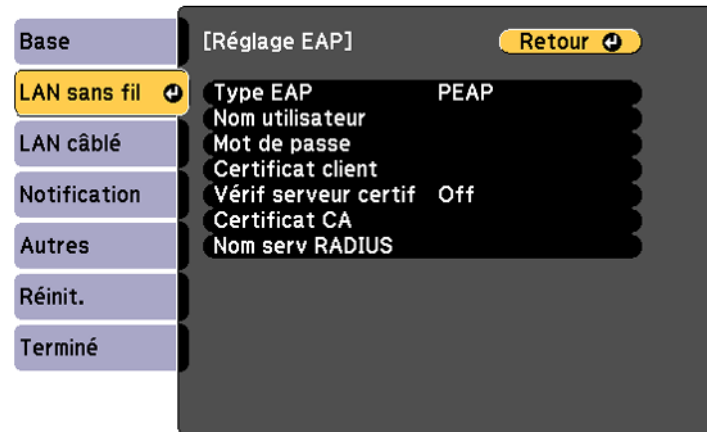 Base
LAN sans fil
LAN câblé
Notification
Autres
Réinit.
Terminé
[Réglage EAP] Retour
Type EAP PEAP
Nom utilisateur
Mot de passe
Certificat client
Vérif serveur certif Off
Certificat CA
Nom serv RADIUS